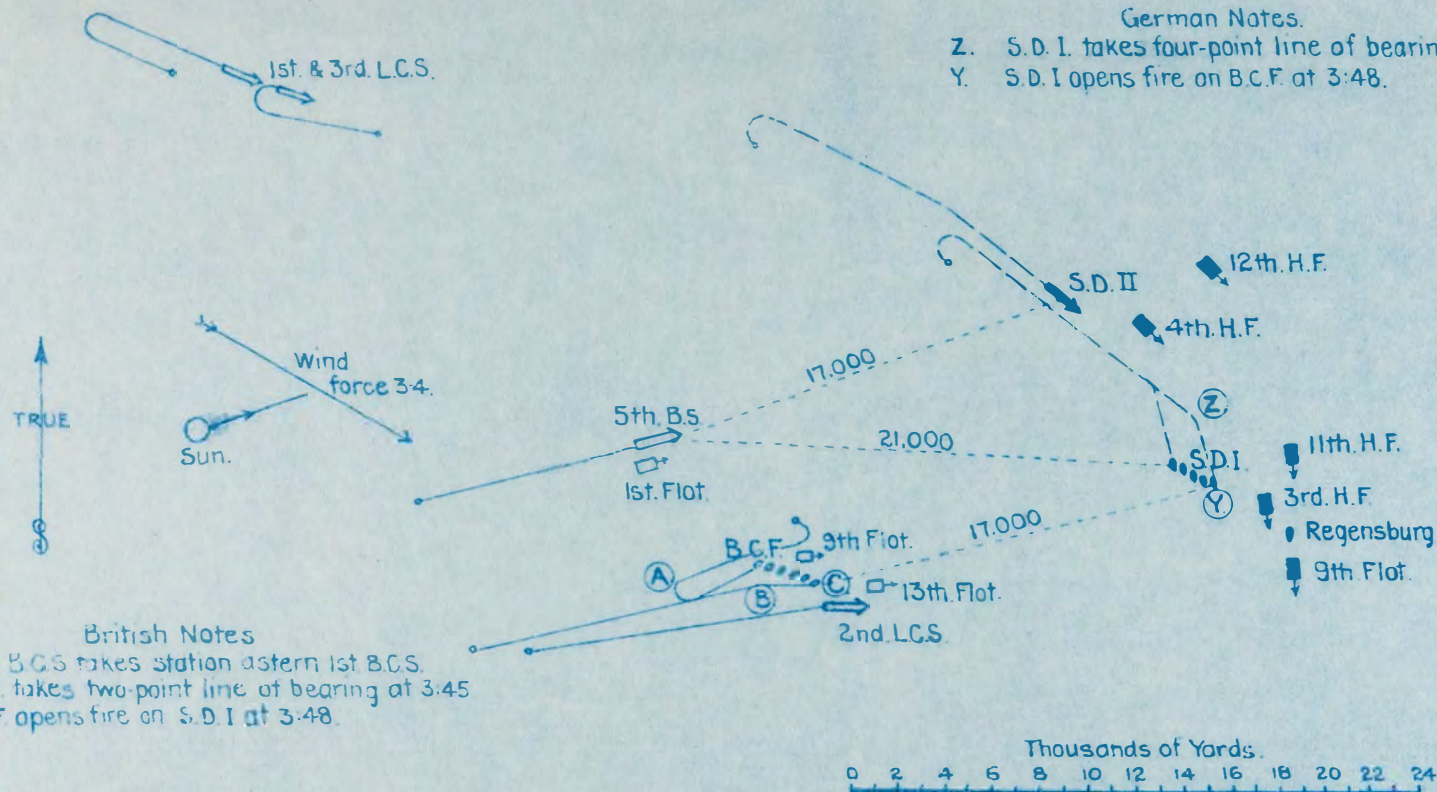 German Notes.
Z. S.D.I. takes four-point line of bearin
Y. S.D.I opens fire on B.C.F. at 3:48.
1st. & 3rd. L.C.S.
12th. H.F.
S.D. II
4th. H.F.
Wind
force 3-4.
17.000
TRUE
Sun.
5th. B.S.
21.000
1st. Flot.
Z
S.D.I.
Y.
11th. H.F.
3rd. H.F.
Regensburg
9th Flot.
17.000
B.C.F.
9th Flot.
A
B
C
13th. Flot.
2nd. L.C.S.
British Notes
B.C.S takes station astern 1st B.C.S.
. takes two-point line of bearing at 3:45
F. opens fire on S.D.I at 3:48.
Thousands of Yards.
0 2 4 6 8 10 12 14 16 18 20 22 24